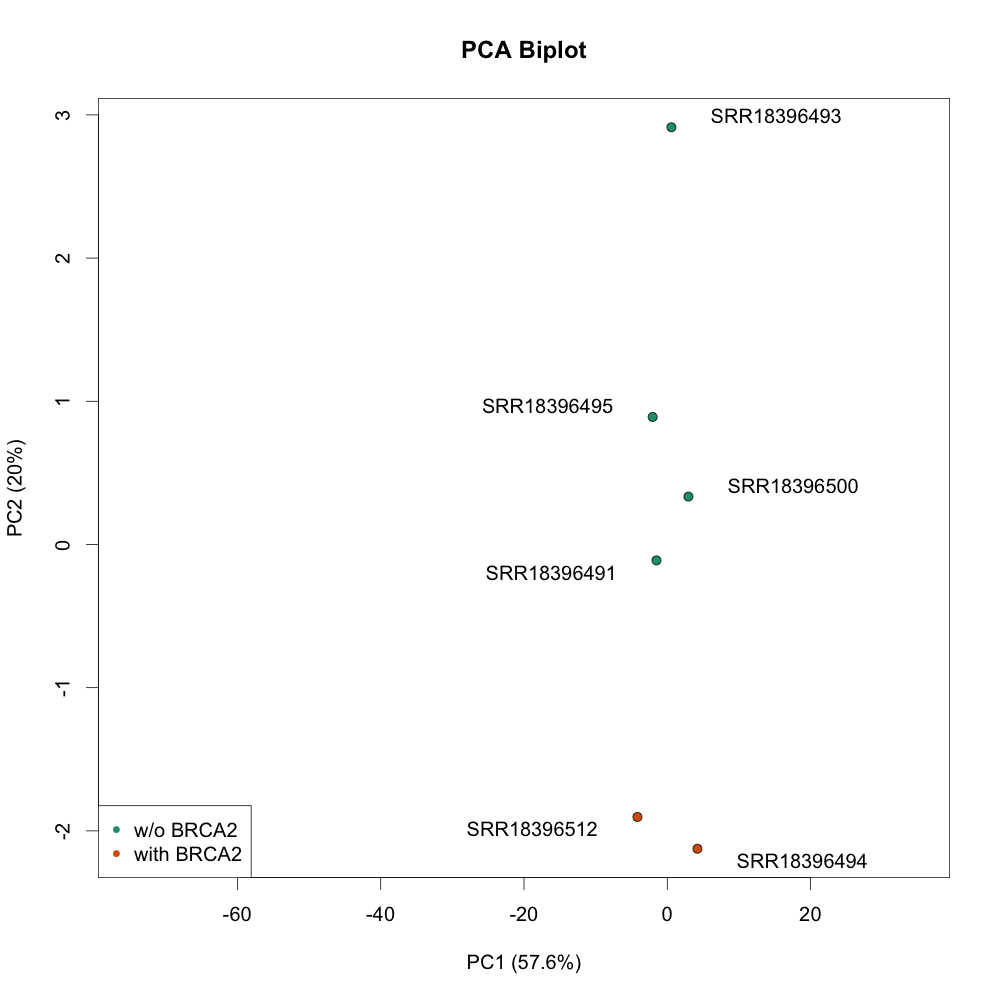 PCA Biplot
3
2
1
0
-1
-2
PC2 (20%)
SRR18396493
SRR18396495
SRR18396500
SRR18396491
SRR18396512
SRR18396494
w/o BRCA2
with BRCA2
-60 -40 -20 0 20
PC1 (57.6%)